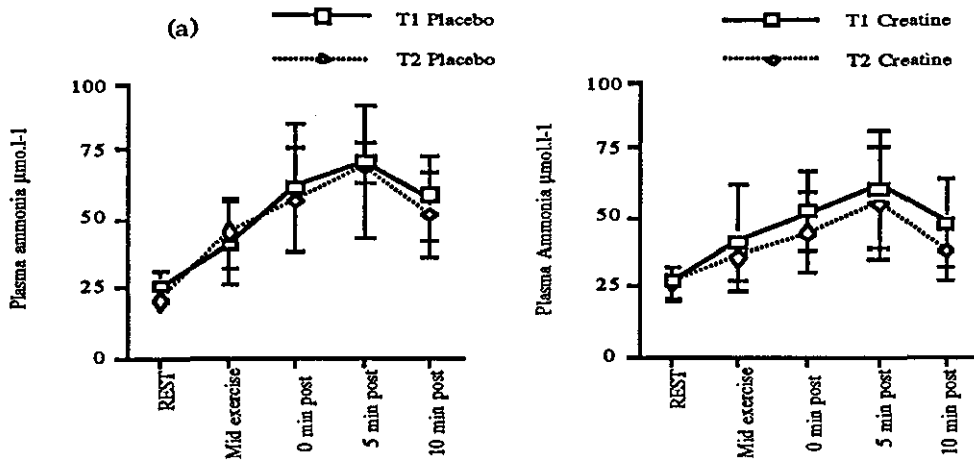 (a)
T1 Placebo
T2 Placebo
Plasma ammonia µmo.l-1
100
75
50
25
0
REST
Mid exercise
0 min post
5 min post
10 min post
T1 Creatine
T2 Creatine
Plasma Ammonia µmo.l-1
100
75
50
25
0
REST
Mid exercise
0 min post
5 min post
10 min post